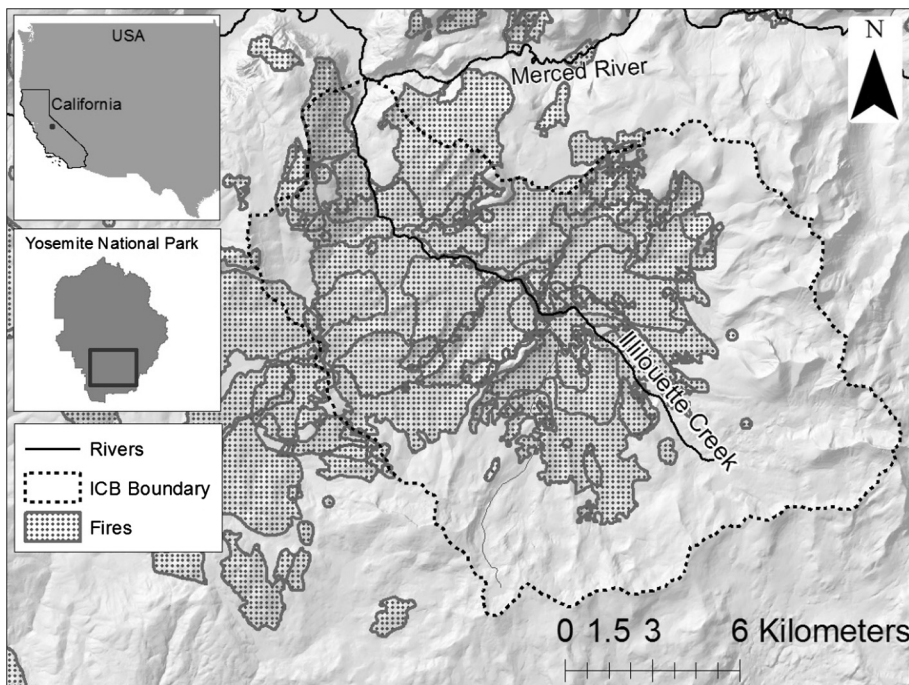 USA
California
Yosemite National Park
Rivers
ICB Boundary
Fires
Merced River
N
Illilouette Creek
0 1.5 3 6 Kilometers